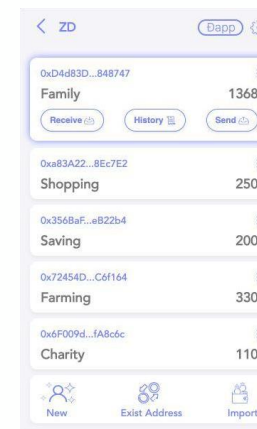 ZD
Đapp
0xD4d83D...848747
Family 1368
Receive History Send
0xa83A22...8Ec7E2
Shopping 250
0x356BaF...eB22b4
Saving 200
0x72454D...C6f164
Farming 330
0x6F009d...fA8c6c
Charity 110
New Exist Address Import